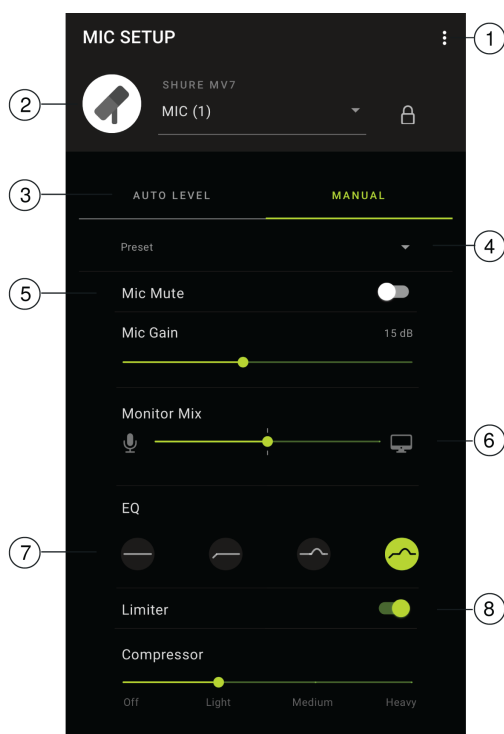 MIC SETUP
1
2
SHURE MV7
MIC (1)
3
AUTO LEVEL
MANUAL
Preset
4
5
Mic Mute
Mic Gain
15 dB
Monitor Mix
6
EQ
7
Limiter
8
Compressor
Off
Light
Medium
Heavy